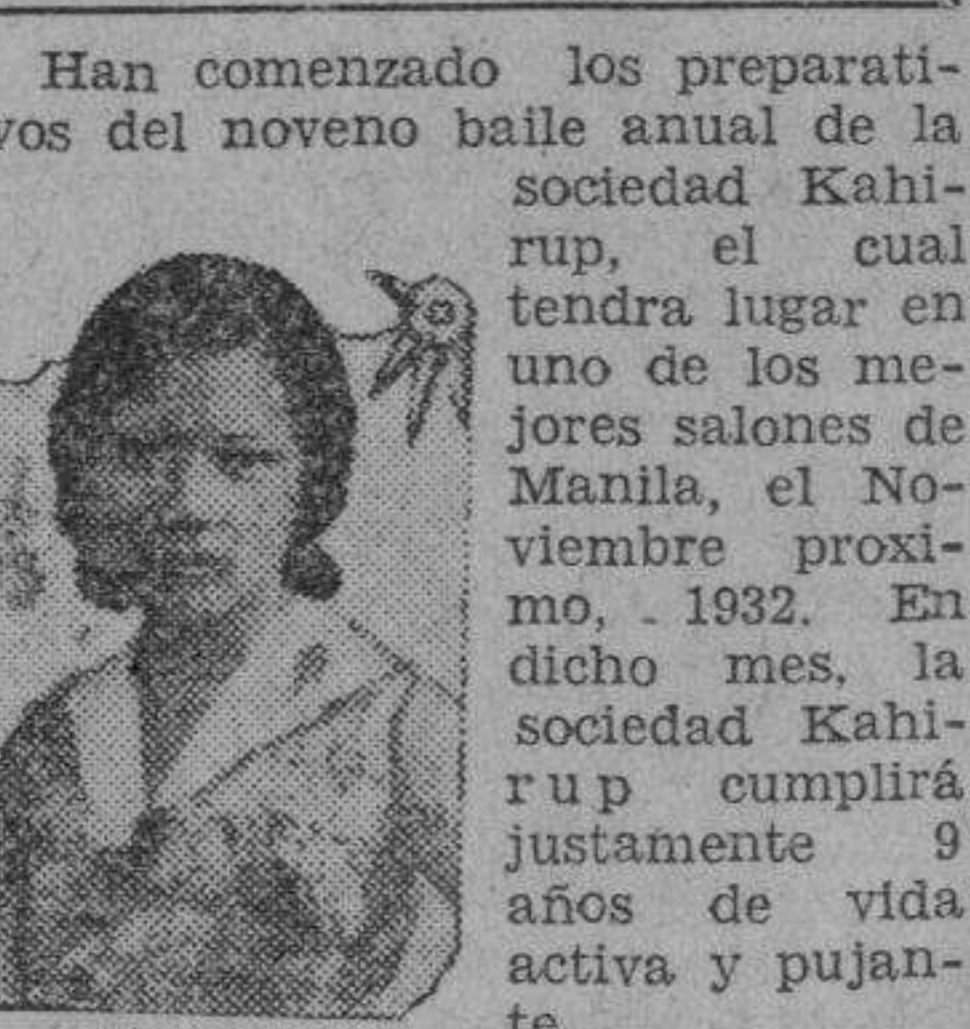 Han comenzado los preparati-
vos del noveno baile anual de la
sociedad Kahi-
rup, el cual
tendra lugar en
uno de los me-
jores salones de
Manila, el No-
viembre proxi-
mo, - 1932. En
dicho mes, la
sociedad Kahi-
rup cumplirá
justamente 9
años de vida
activa y pujan-
te